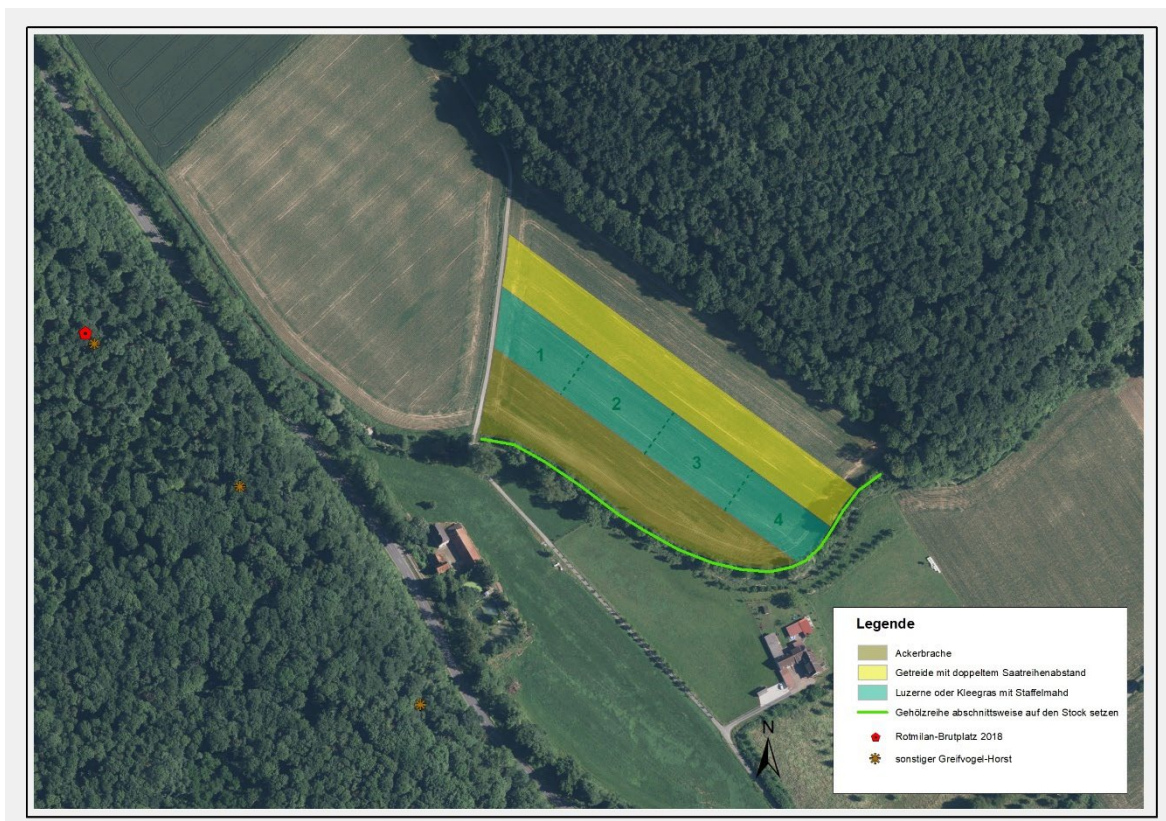 1
2
3
4
N
Legende
Ackerbrache
Getreide mit doppeltem Saatreihenabstand
Luzerne oder Kleegras mit Staffelmahd
Gehölzreihe abschnittsweise auf den Stock setzen
Rotmilan-Brutplatz 2018
sonstiger Greifvogel-Horst